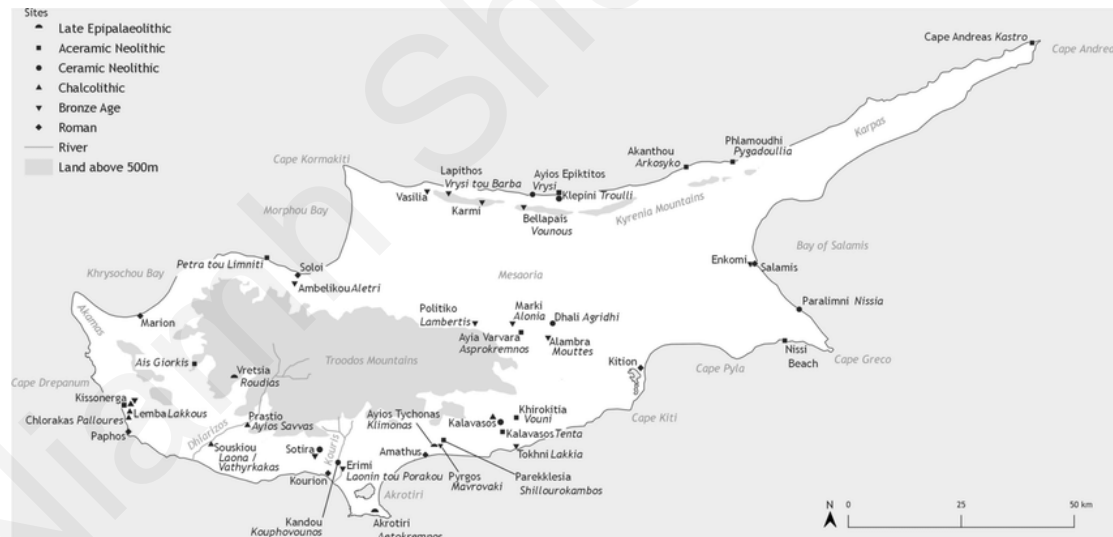 Sites
Late Epipalaeolithic
Aceramic Neolithic
Ceramic Neolithic
Chalcolithic
Bronze Age
Roman
River
Land above 500m
Cape Andreas Kastro
Cape Andrea
Karpas
Phlamoudhi
Pygadoullia
Akanthou
Arkosyko
Cape Kormakiti
Lapithos
Vrysi tou Barba
Ayios Epiktitos
Vrysi
Vasilia
Klepini Troulli
Karmi
Bellapais
Vounous
Kyrenia Mountains
Morphou Bay
Bay of Salamis
Petra tou Limniti
Soloi
Enkomi
Salamis
Khrysochou Bay
Mesaoria
Ambelikou Aletri
Paralimni Nissia
Akamas
Marion
Politiko
Lambertis
Marki
Alonia
Dhali Agridhi
Ayia Varvara
Asprokremnos
Alambra
Mouttes
Ais Giorkis
Troodos Mountains
Nissi
Beach
Cape Greco
Kition
Cape Pyla
Vretsia
Roudias
Cape Drepanum
Kissonerga
Lemba Lakkous
Chlorakas Palloures
Paphos
Prastio
Ayios Savvas
Ayios Tychonas
Klimonas
Kalavasos
Khirokitia
Vouni
Cape Kiti
Kalavasos Tenta
Dhiarizos
Souskiou
Laona /
Vathyrkakas
Sotira
Kouris
Erimi
Laonin tou Porakou
Amathus
Tokhni Lakkia
Kourion
Pyrgos
Mavrovaki
Parekklesia
Shillourokambos
Akrotiri
Kandou
Kouphovounos
Akrotiri
Aetokremnos
N
0
25
50 km